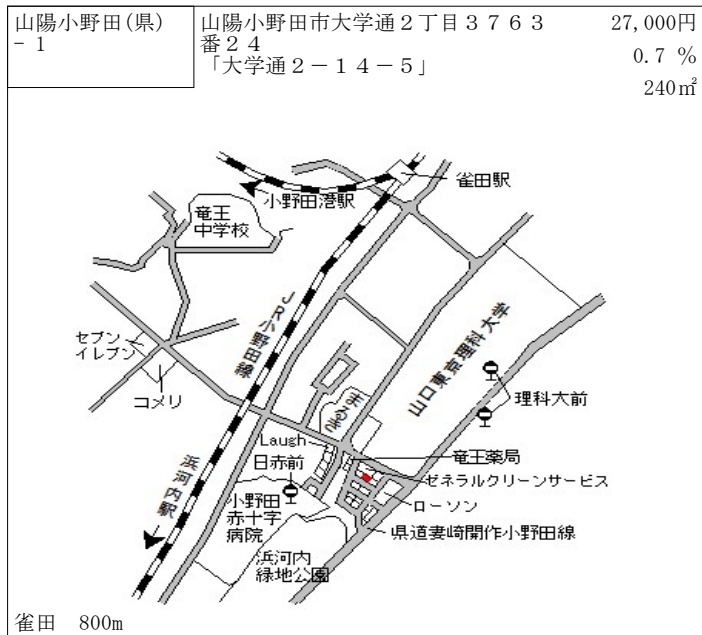 山陽小野田(県)
－１
山陽小野田市大学通２丁目３７６３
番２４
「大学通２－１４－５」
27,000円
0.7 %
240㎡
雀田駅
小野田港駅
竜王
中学校
JR小野田線
山口東京理科大学
セブン
イレブン
コメリ
理科大前
まるき
Laugh
日赤前
竜王薬局
ゼネラルクリーンサービス
ローソン
浜河内駅
小野田
赤十字
病院
県道妻崎開作小野田線
浜河内
緑地公園
雀田　800m